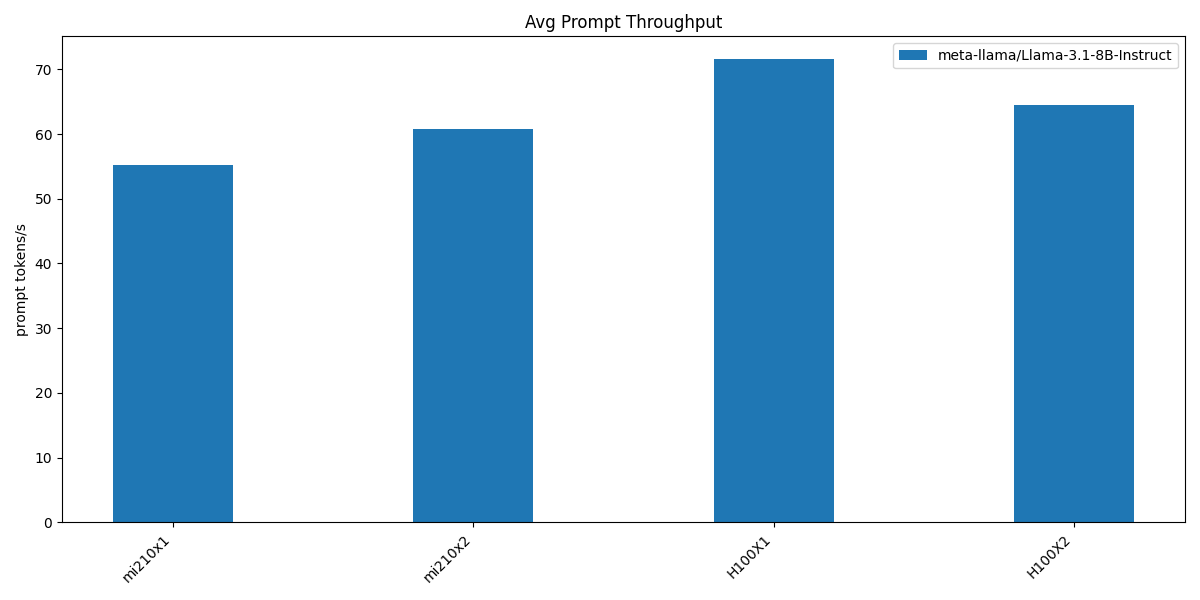 Avg Prompt Throughput
meta-llama/Llama-3.1-8B-Instruct
prompt tokens/s
70
60
50
40
30
20
10
0
mi210x1
mi210x2
H100X1
H100X2